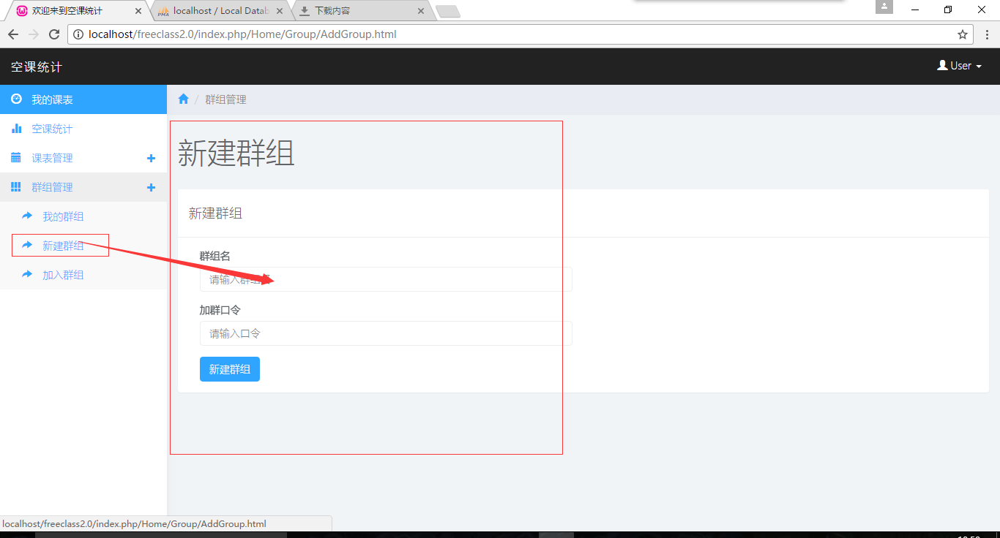 欢迎来到空课统计
localhost / Local Datab
下载内容
localhost/freeclass2.0/index.php/Home/Group/AddGroup.html
空课统计
User
我的课表
/ 群组管理
空课统计
课表管理
群组管理
我的群组
新建群组
加入群组
新建群组
新建群组
群组名
请输入群组名
加群口令
请输入口令
新建群组
localhost/freeclass2.0/index.php/Home/Group/AddGroup.html